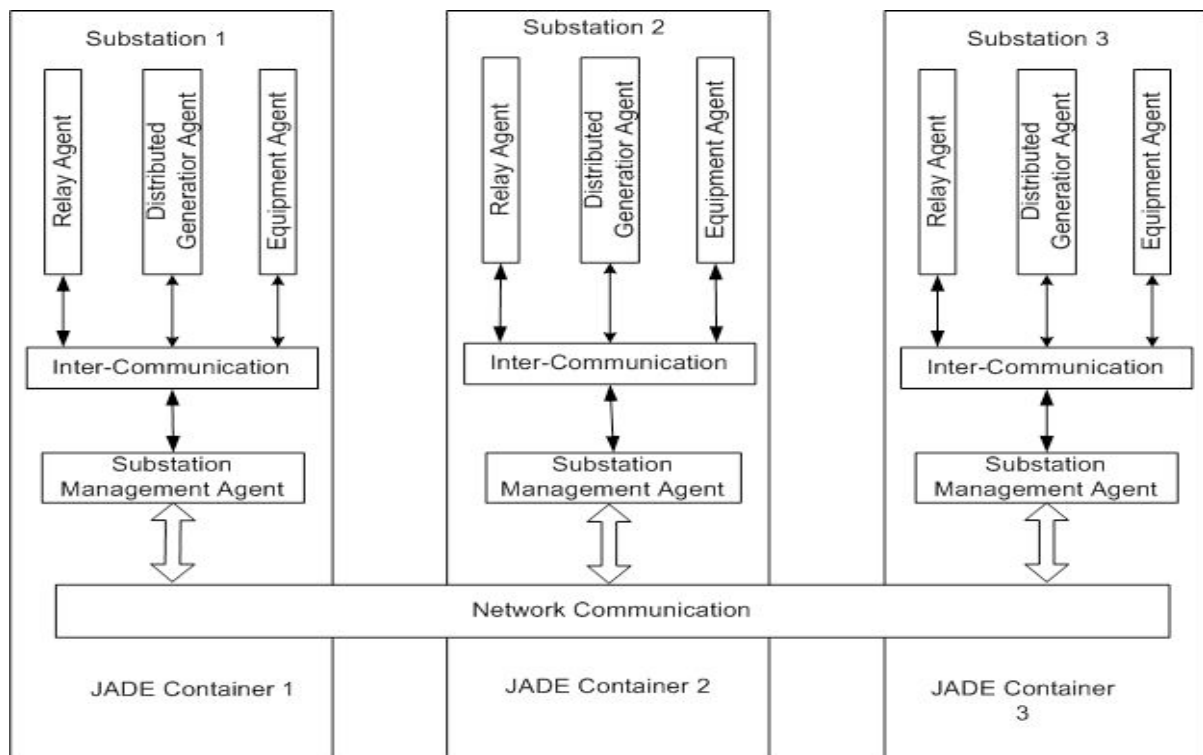 Substation 1
Relay Agent
Distributed
Generatior Agent
Equipment Agent
Inter-Communication
Substation
Management Agent
Substation 2
Relay Agent
Distributed
Generatior Agent
Equipment Agent
Inter-Communication
Substation
Management Agent
Substation 3
Relay Agent
Distributed
Generatior Agent
Equipment Agent
Inter-Communication
Substation
Management Agent
Network Communication
JADE Container 1
JADE Container 2
JADE Container
3